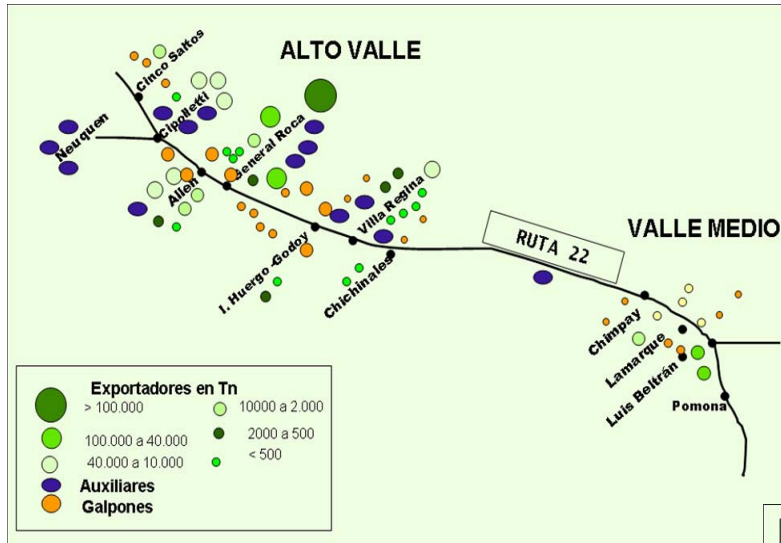 ALTO VALLE
Cinco Saltos
Cipolletti
Neuquen
General Roca
Allen
Villa Regina
I. Huergo-Godoy
Chichinales
RUTA 22
VALLE MEDIO
Chimpay
Lamarque
Luis Beltrán
Pomona
Exportadores en Tn
> 100.000
10000 a 2.000
100.000 a 40.000
2000 a 500
40.000 a 10.000
< 500
Auxiliares
Galpones